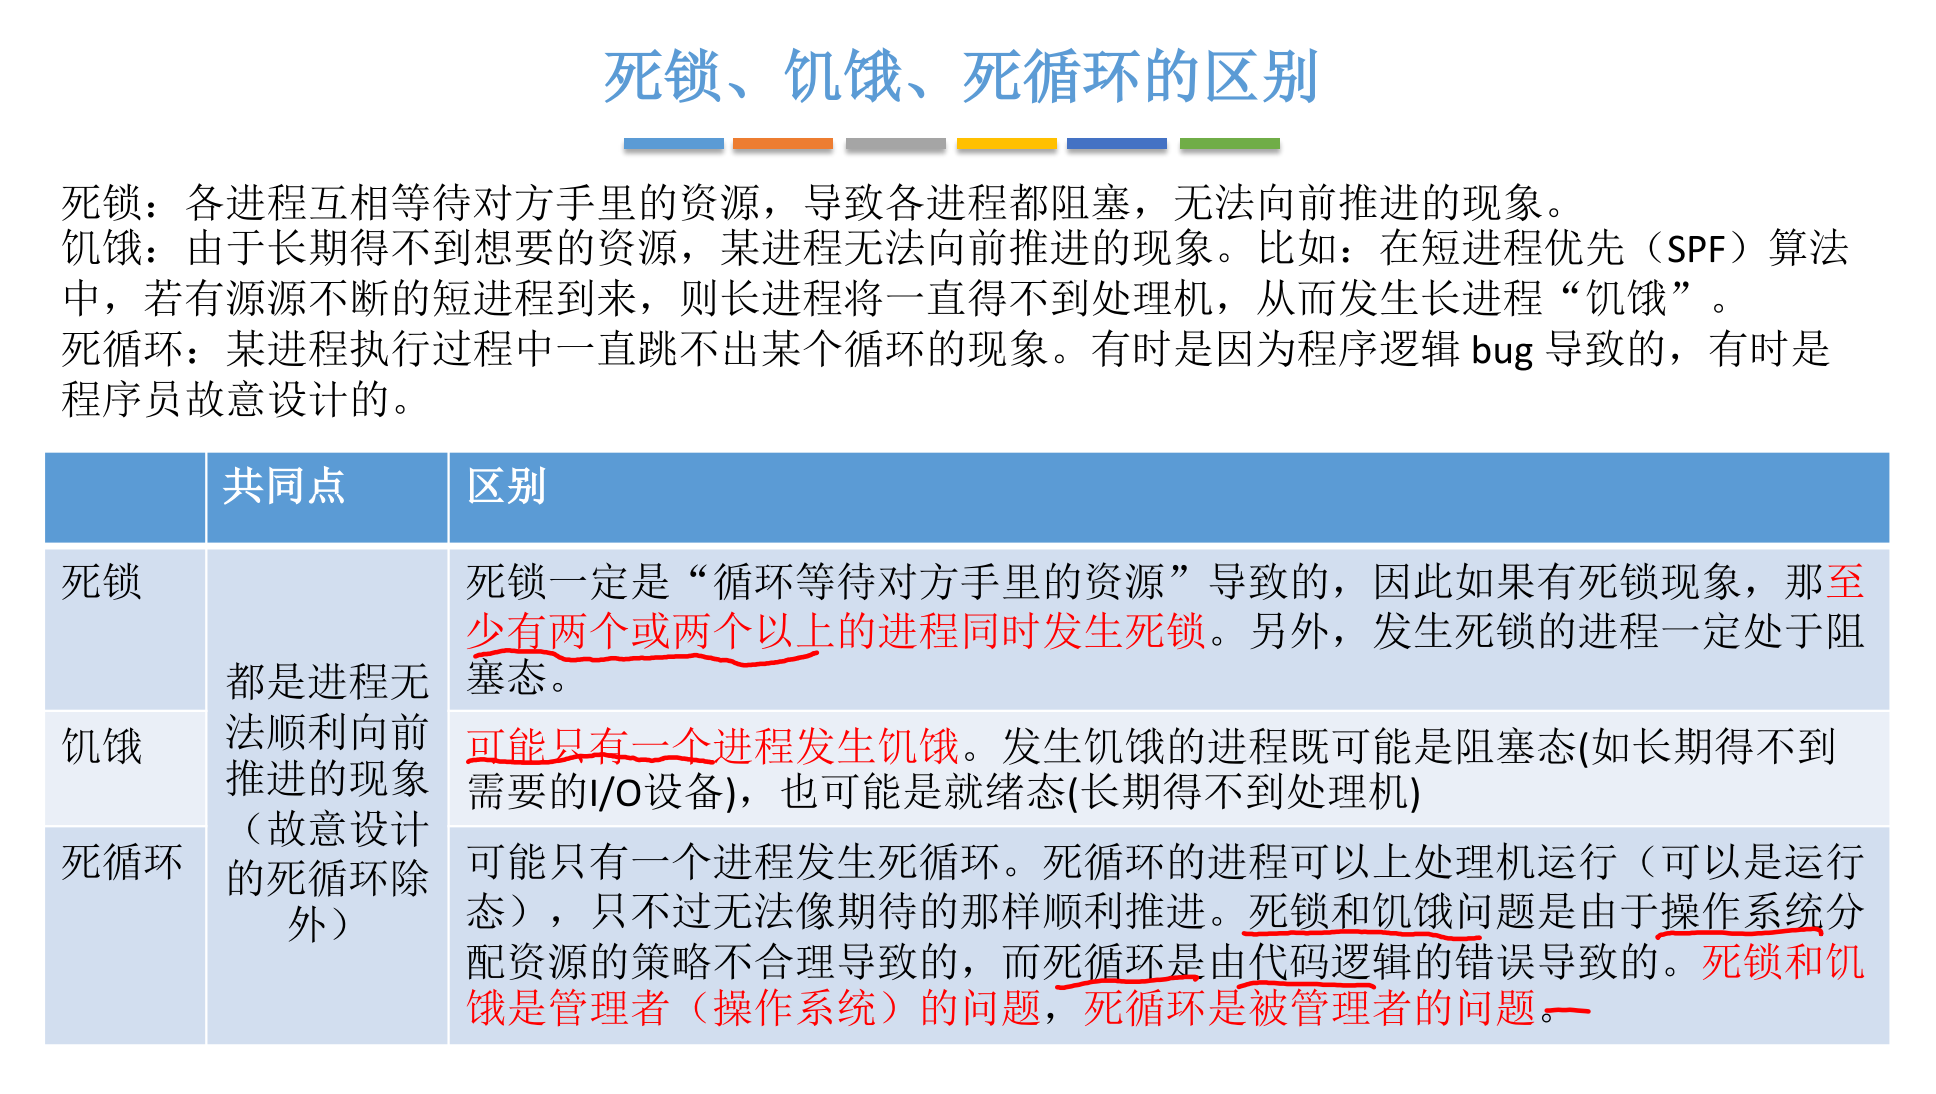 死锁、饥饿、死循环的区别
死锁：各进程互相等待对方手里的资源，导致各进程都阻塞，无法向前推进的现象。
饥饿：由于长期得不到想要的资源，某进程无法向前推进的现象。比如：在短进程优先（SPF）算法
中，若有源源不断的短进程到来，则长进程将一直得不到处理机，从而发生长进程“饥饿”。
死循环：某进程执行过程中一直跳不出某个循环的现象。有时是因为程序逻辑 bug 导致的，有时是
程序员故意设计的。
共同点
区别
死锁
都是进程无
法顺利向前
推进的现象
（故意设计
的死循环除
外）
死锁一定是“循环等待对方手里的资源”导致的，因此如果有死锁现象，那至
少有两个或两个以上的进程同时发生死锁。另外，发生死锁的进程一定处于阻
塞态。
饥饿
可能只有一个进程发生饥饿。发生饥饿的进程既可能是阻塞态(如长期得不到
需要的I/O设备)，也可能是就绪态(长期得不到处理机)
死循环
可能只有一个进程发生死循环。死循环的进程可以上处理机运行（可以是运行
态），只不过无法像期待的那样顺利推进。死锁和饥饿问题是由于操作系统分
配资源的策略不合理导致的，而死循环是由代码逻辑的错误导致的。死锁和饥
饿是管理者（操作系统）的问题，死循环是被管理者的问题。